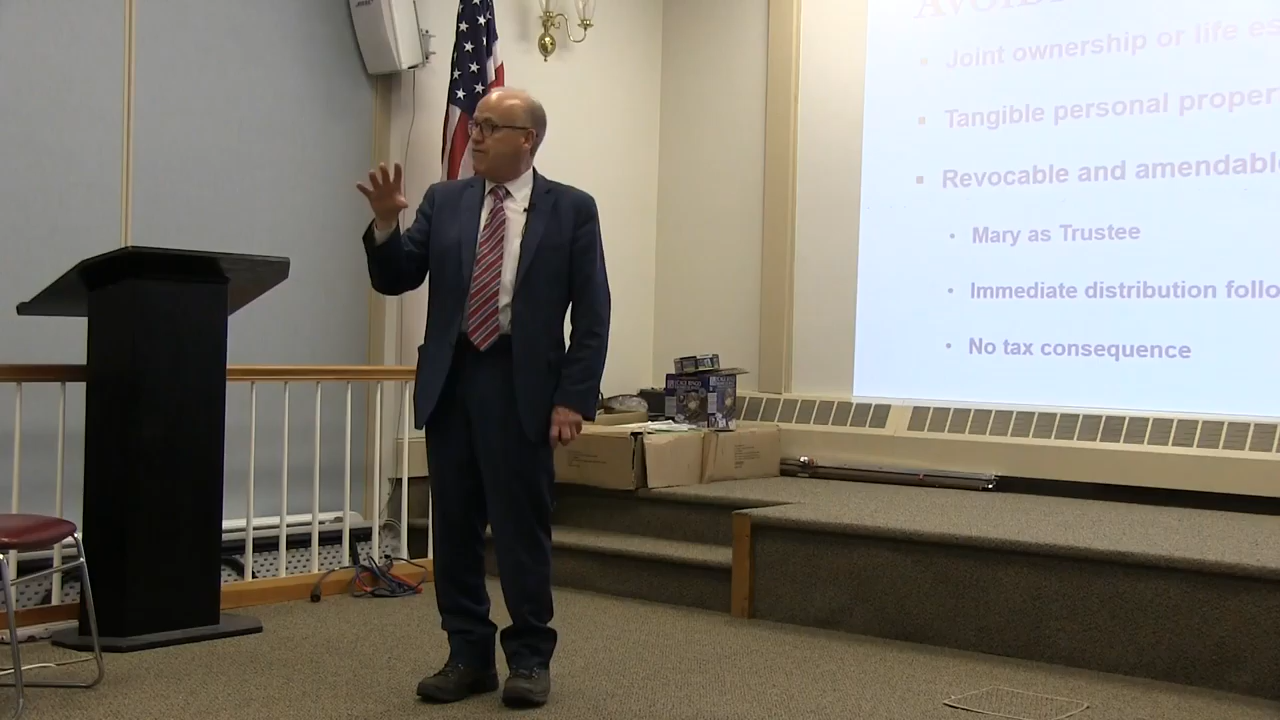 Joint ownership or life es
Tangible personal proper
Revocable and amendable
Mary as Trustee
Immediate distribution follo
No tax consequence